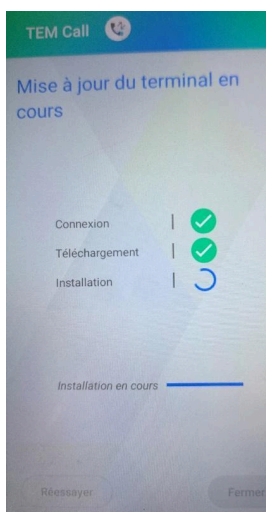 TEM Call
Mise à jour du terminal en
cours
Connexion
Téléchargement
Installation
Installation en cours
Réessayer
Fermer